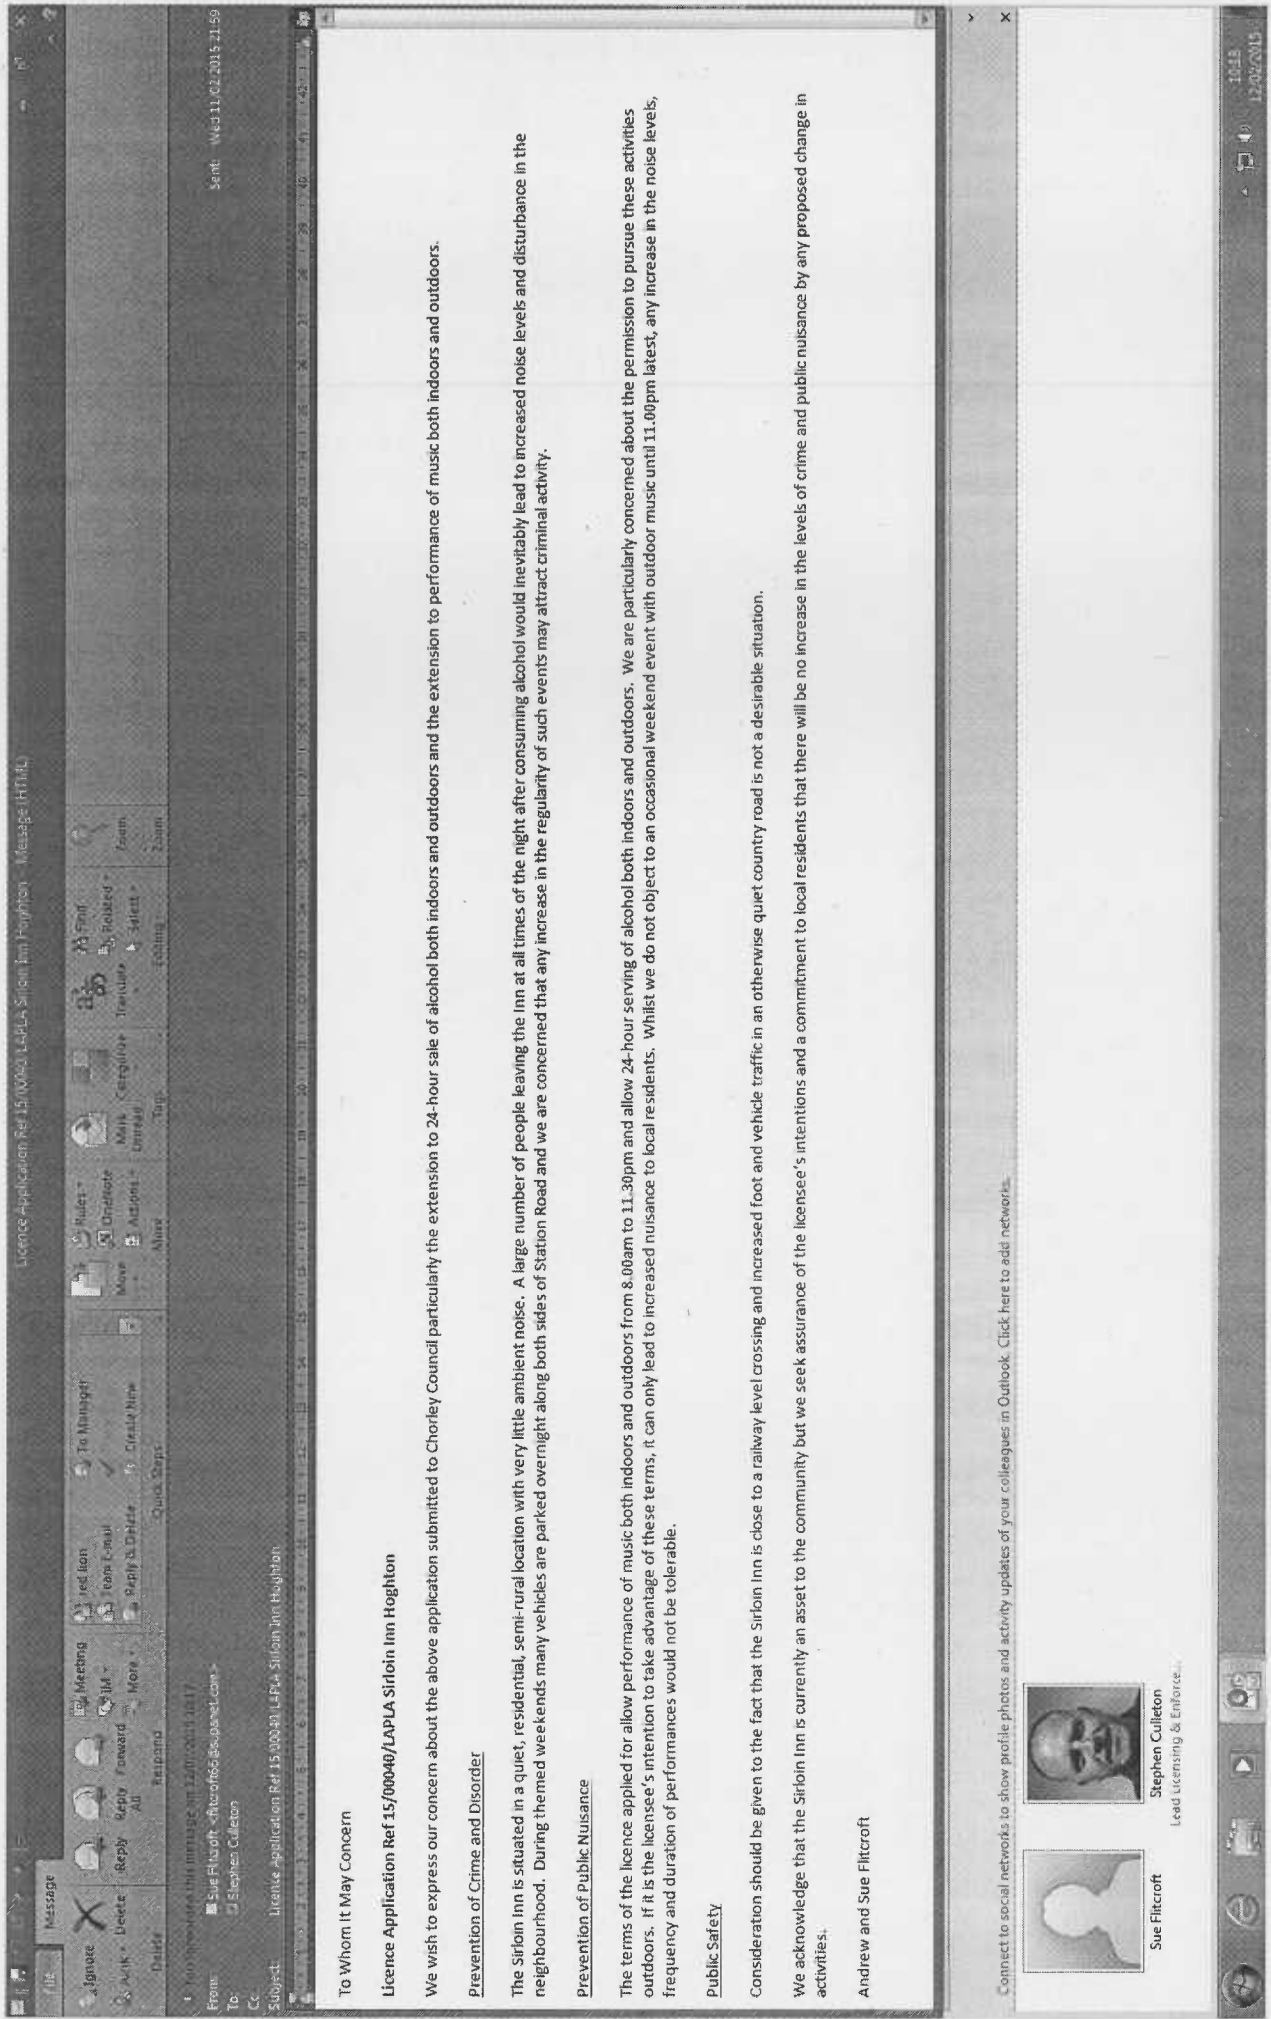 Licence Application Ref 15/00040/LAPLA Sirloin Inn Hoghton - Message (HTML)
File
Message
Ignore
Junk
Delete
Delete
Reply
Reply All
Forward
Meeting
IM
More
Respond
red lion
Team E-mail
Reply & Delete
To Manager
Create New
Quick Steps
Move
Rules
OneNote
Actions
Move
Mark Unread
Categorize
Tags
Translate
Find
Related
Select
Editing
Zoom
Zoom
From: Sue Flitcroft <flitcroft66@supanet.com>
Sent: Wed 11/02/2015 21:59
To: Stephen Culleton
Cc
Subject: Licence Application Ref 15/00040/LAPLA Sirloin Inn Hoghton
To Whom It May Concern
Licence Application Ref 15/00040/LAPLA Sirloin Inn Hoghton
We wish to express our concern about the above application submitted to Chorley Council particularly the extension to 24-hour sale of alcohol both indoors and outdoors and the extension to performance of music both indoors and outdoors.
Prevention of Crime and Disorder
The Sirloin Inn is situated in a quiet, residential, semi-rural location with very little ambient noise. A large number of people leaving the Inn at all times of the night after consuming alcohol would inevitably lead to increased noise levels and disturbance in the
neighbourhood. During themed weekends many vehicles are parked overnight along both sides of Station Road and we are concerned that any increase in the regularity of such events may attract criminal activity.
Prevention of Public Nuisance
The terms of the licence applied for allow performance of music both indoors and outdoors from 8.00am to 11.30pm and allow 24-hour serving of alcohol both indoors and outdoors. We are particularly concerned about the permission to pursue these activities
outdoors. If it is the licensee's intention to take advantage of these terms, it can only lead to increased nuisance to local residents. Whilst we do not object to an occasional weekend event with outdoor music until 11.00pm latest, any increase in the noise levels,
frequency and duration of performances would not be tolerable.
Public Safety
Consideration should be given to the fact that the Sirloin Inn is close to a railway level crossing and increased foot and vehicle traffic in an otherwise quiet country road is not a desirable situation.
We acknowledge that the Sirloin Inn is currently an asset to the community but we seek assurance of the licensee's intentions and a commitment to local residents that there will be no increase in the levels of crime and public nuisance by any proposed change in
activities.
Andrew and Sue Flitcroft
Connect to social networks to show profile photos and activity updates of your colleagues in Outlook. Click here to add networks.
Sue Flitcroft
Stephen Culleton
Lead Licensing & Enforce...
10:18
12/02/2015